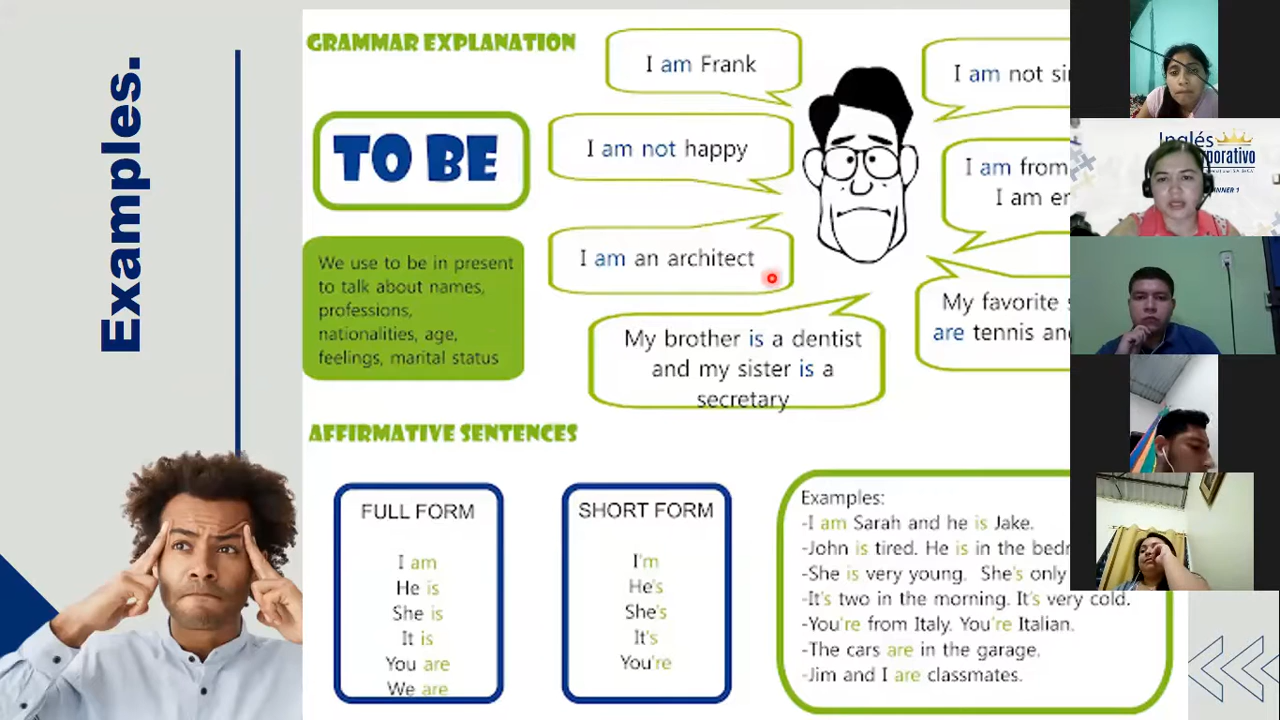 Examples.
GRAMMAR EXPLANATION
TO BE
We use to be in present
to talk about names,
professions,
nationalities, age,
feelings, marital status
I am Frank
I am not happy
I am an architect
My brother is a dentist
and my sister is a
secretary
I am not
I am from
I am
My favorite
are tennis
AFFIRMATIVE SENTENCES
FULL FORM
I am
He is
She is
It is
You are
We are
SHORT FORM
I'm
He's
She's
It's
You're
Examples:
-I am Sarah and he is Jake.
-John is tired. He is in the
-She is very young. She's only
-It's two in the morning. It's very cold.
-You're from Italy. You're Italian.
-The cars are in the garage.
-Jim and I are classmates.
Inglés